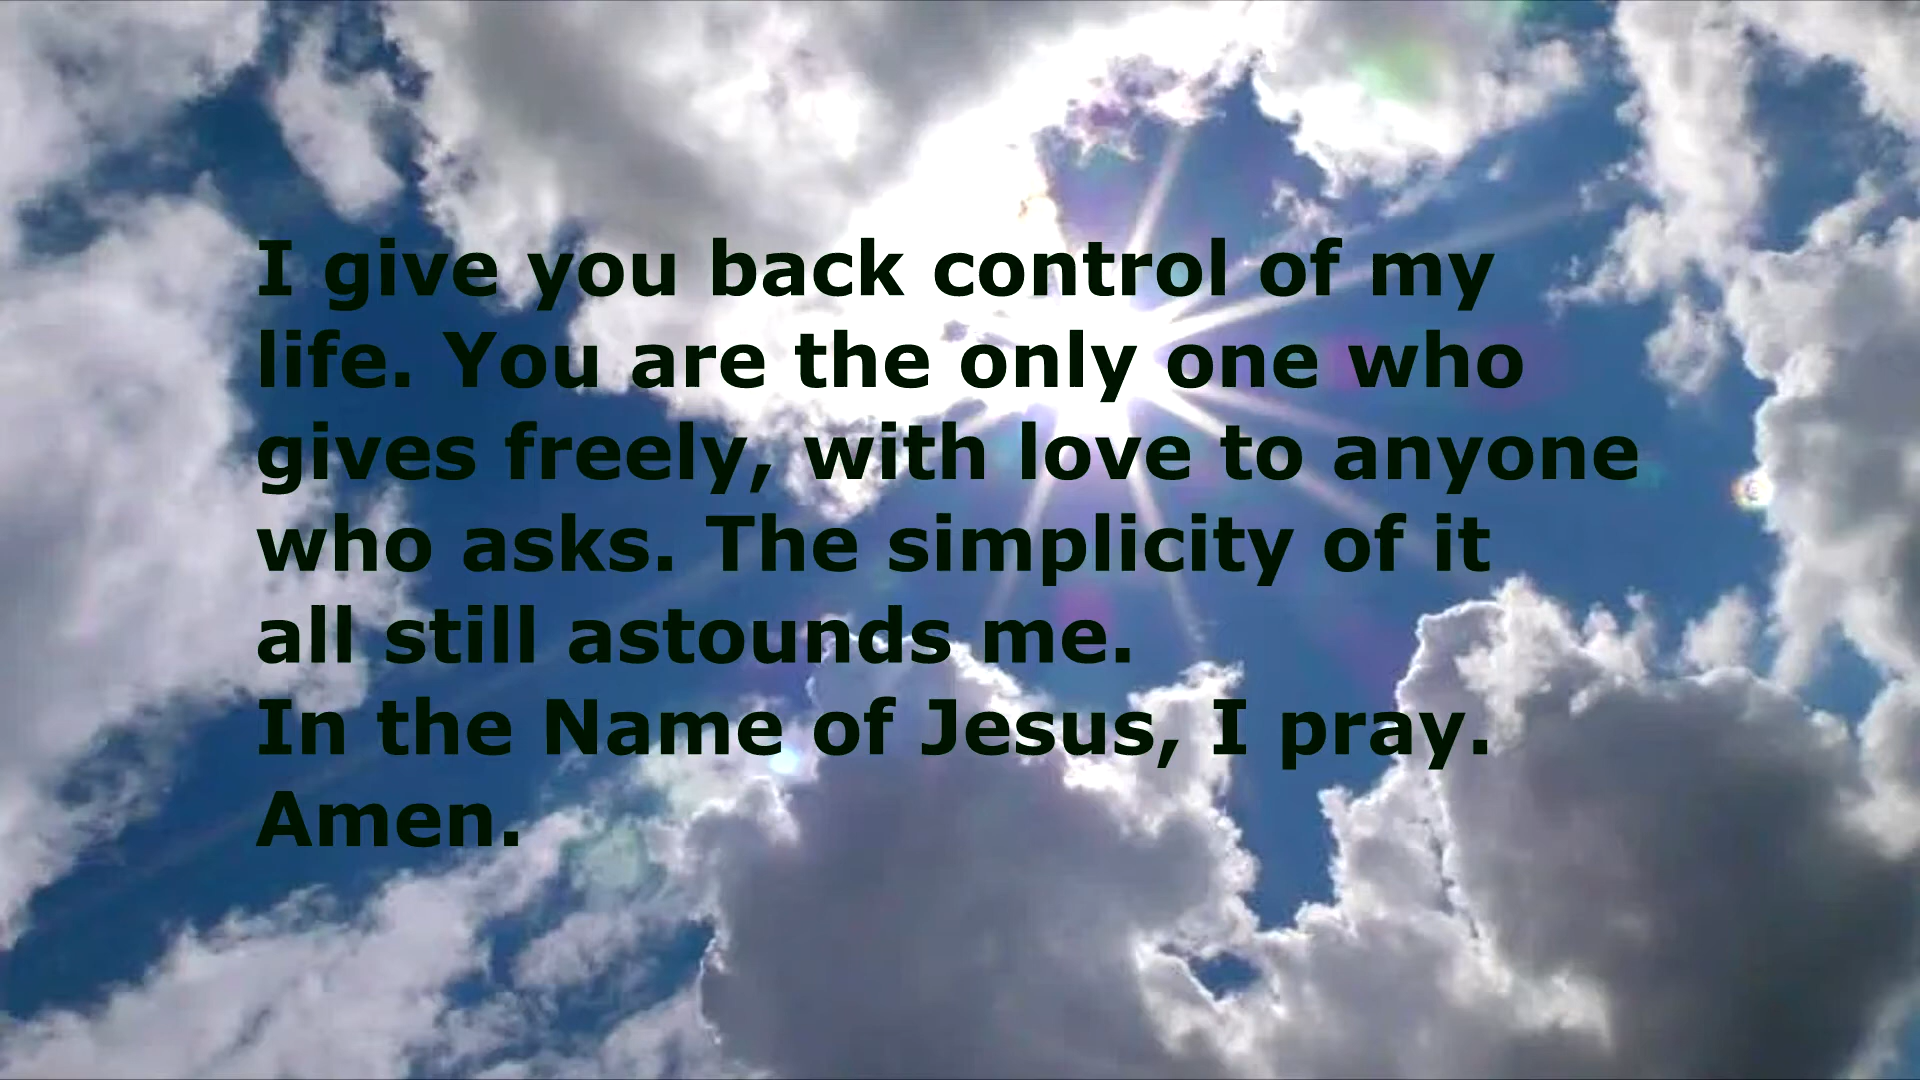 I give you back control of my
life. You are the only one who
gives freely, with love to anyone
who asks. The simplicity of it
all still astounds me.
In the Name of Jesus, I pray.
Amen.